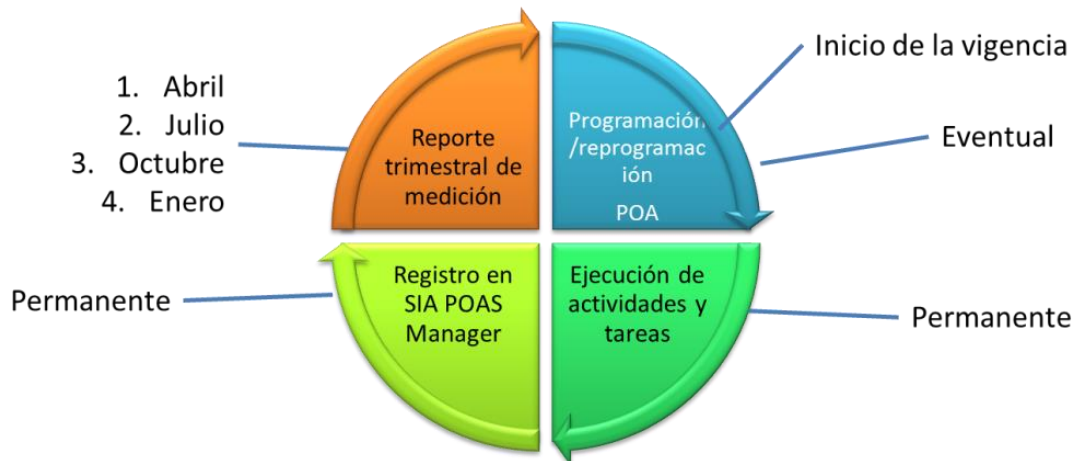 1. Abril
2. Julio
3. Octubre
4. Enero
Reporte
trimestral de
medición
Programación
/reprogramac
ión
POA
Inicio de la vigencia
Eventual
Permanente
Registro en
SIA POAS
Manager
Ejecución de
actividades y
tareas
Permanente